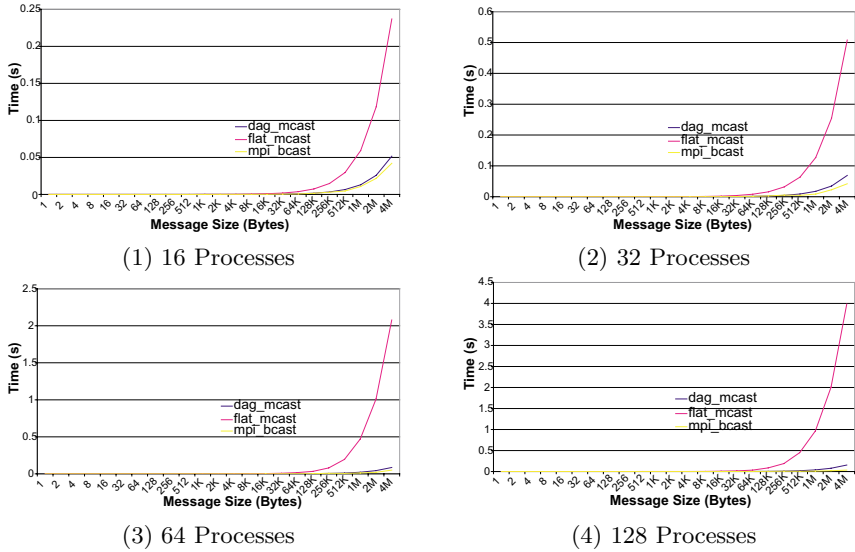 0.25
0.2
0.15
0.1
0.05
0
Time (s)
dag_mcast
flat_mcast
mpi_bcast
1 2 4 8 16 32 64 128 256 512 1K 2K 4K 8K 16K 32K 64K 128K 256K 512K 1M 2M 4M
Message Size (Bytes)
(1) 16 Processes
0.6
0.5
0.4
0.3
0.2
0.1
0
Time (s)
dag_mcast
flat_mcast
mpi_bcast
1 2 4 8 16 32 64 128 256 512 1K 2K 4K 8K 16K 32K 64K 128K 256K 512K 1M 2M 4M
Message Size (Bytes)
(2) 32 Processes
2.5
2
1.5
1
0.5
0
Time (s)
dag_mcast
flat_mcast
mpi_bcast
1 2 4 8 16 32 64 128 256 512 1K 2K 4K 8K 16K 32K 64K 128K 256K 512K 1M 2M 4M
Message Size (Bytes)
(3) 64 Processes
4.5
4
3.5
3
2.5
2
1.5
1
0.5
0
Time (s)
dag_mcast
flat_mcast
mpi_bcast
1 2 4 8 16 32 64 128 256 512 1K 2K 4K 8K 16K 32K 64K 128K 256K 512K 1M 2M 4M
Message Size (Bytes)
(4) 128 Processes